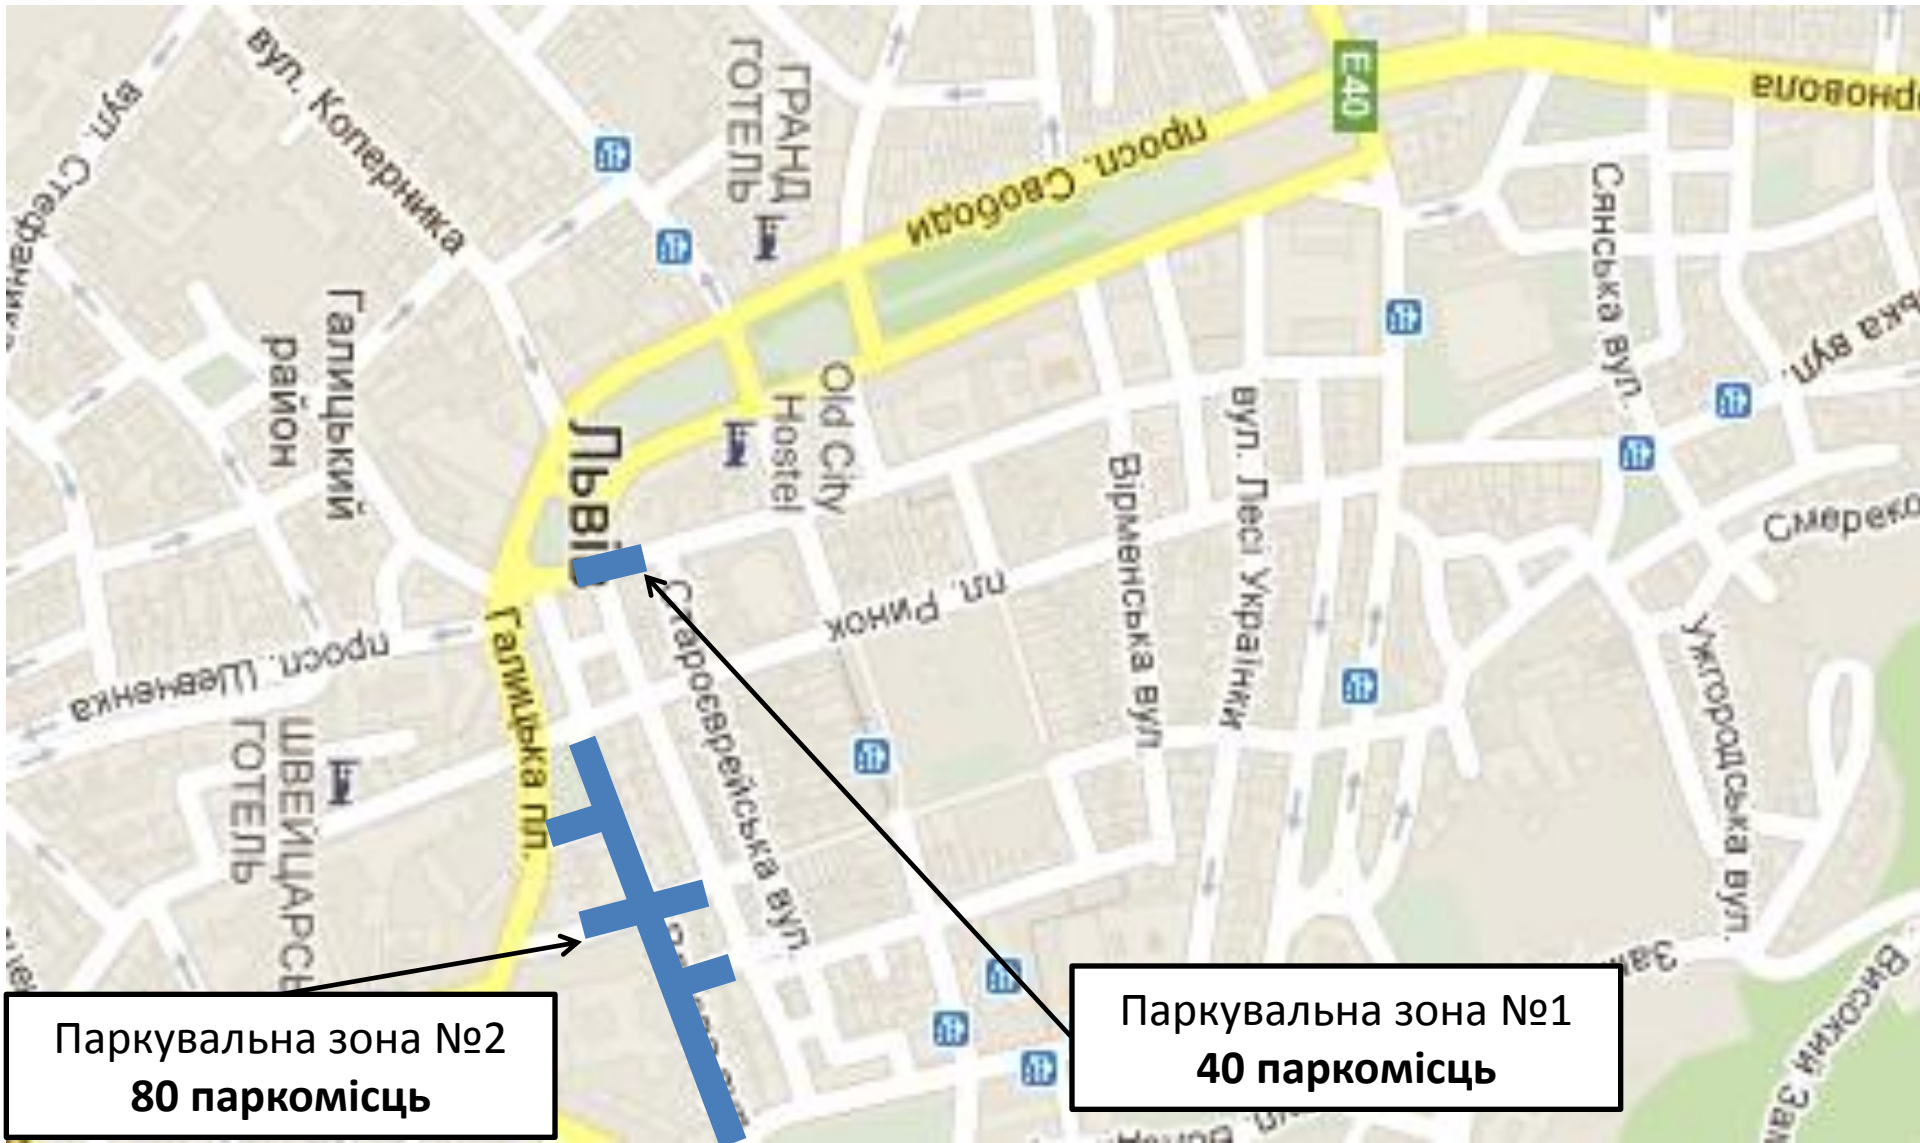 вул. Стефаника
вул. Коперника
ГРАНД
ГОТЕЛЬ
просп. Свободи
E40
Сянська вул.
Галицький
район
Львів
Old City
Hostel
вул. Лесі Українки
Вірменська вул.
пл. Ринок
Староєврейська вул.
просп. Шевченка
Галицька пл.
ШВЕЙЦАРСЬ
ГОТЕЛЬ
Ужгородська вул.
Паркувальна зона №2
80 паркомісць
Паркувальна зона №1
40 паркомісць